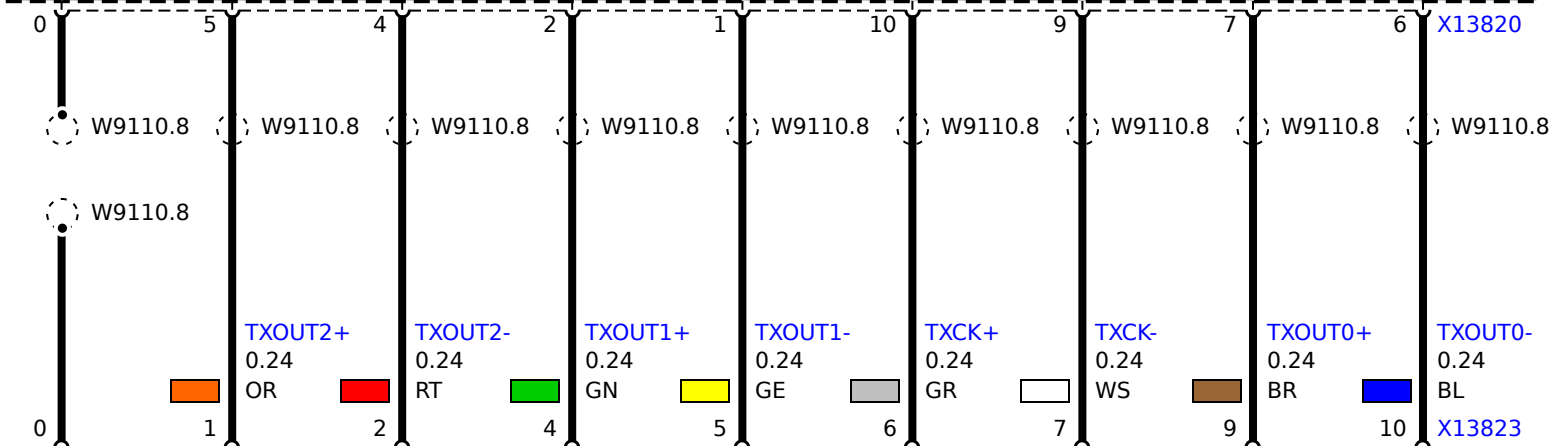 0 5 4 2 1 10 9 7 6 X13820
W9110.8 W9110.8 W9110.8 W9110.8 W9110.8 W9110.8 W9110.8 W9110.8 W9110.8
W9110.8
TXOUT2+ TXOUT2- TXOUT1+ TXOUT1- TXCK+ TXCK- TXOUT0+ TXOUT0-
0.24 0.24 0.24 0.24 0.24 0.24 0.24 0.24
OR RT GN GE GR WS BR BL
0 1 2 4 5 6 7 9 10 X13823